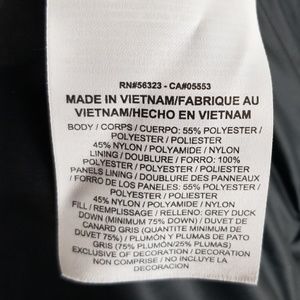 RN#56323 - CA#05553
MADE IN VIETNAM/FABRIQUE AU
VIETNAM/HECHO EN VIETNAM
BODY / CORPS / CUERPO: 55% POLYESTER /
POLYESTER / POLIESTER
45% NYLON / POLYAMIDE / NYLON
LINING / DOUBLURE / FORRO: 100%
POLYESTER / POLYESTER / POLIESTER
PANELS LINING / DOUBLURE DES PANNEAUX
/ FORRO DE LOS PANELES: 55% POLYESTER /
POLYESTER / POLIESTER
45% NYLON / POLYAMIDE / NYLON
FILL / REMPLISSAGE / RELLENO: GREY DUCK
DOWN (MINIMUM 75% DOWN) / DUVET DE
CANARD GRIS (QUANTITE MINIMUM DE
DUVET 75%) / PLUMÓN Y PLUMAS DE PATO
GRIS (75% PLUMÓN/25% PLUMAS)
EXCLUSIVE OF DECORATION / DECORATION
NON COMPRISE / NO INCLUYE LA
DECORACIÓN